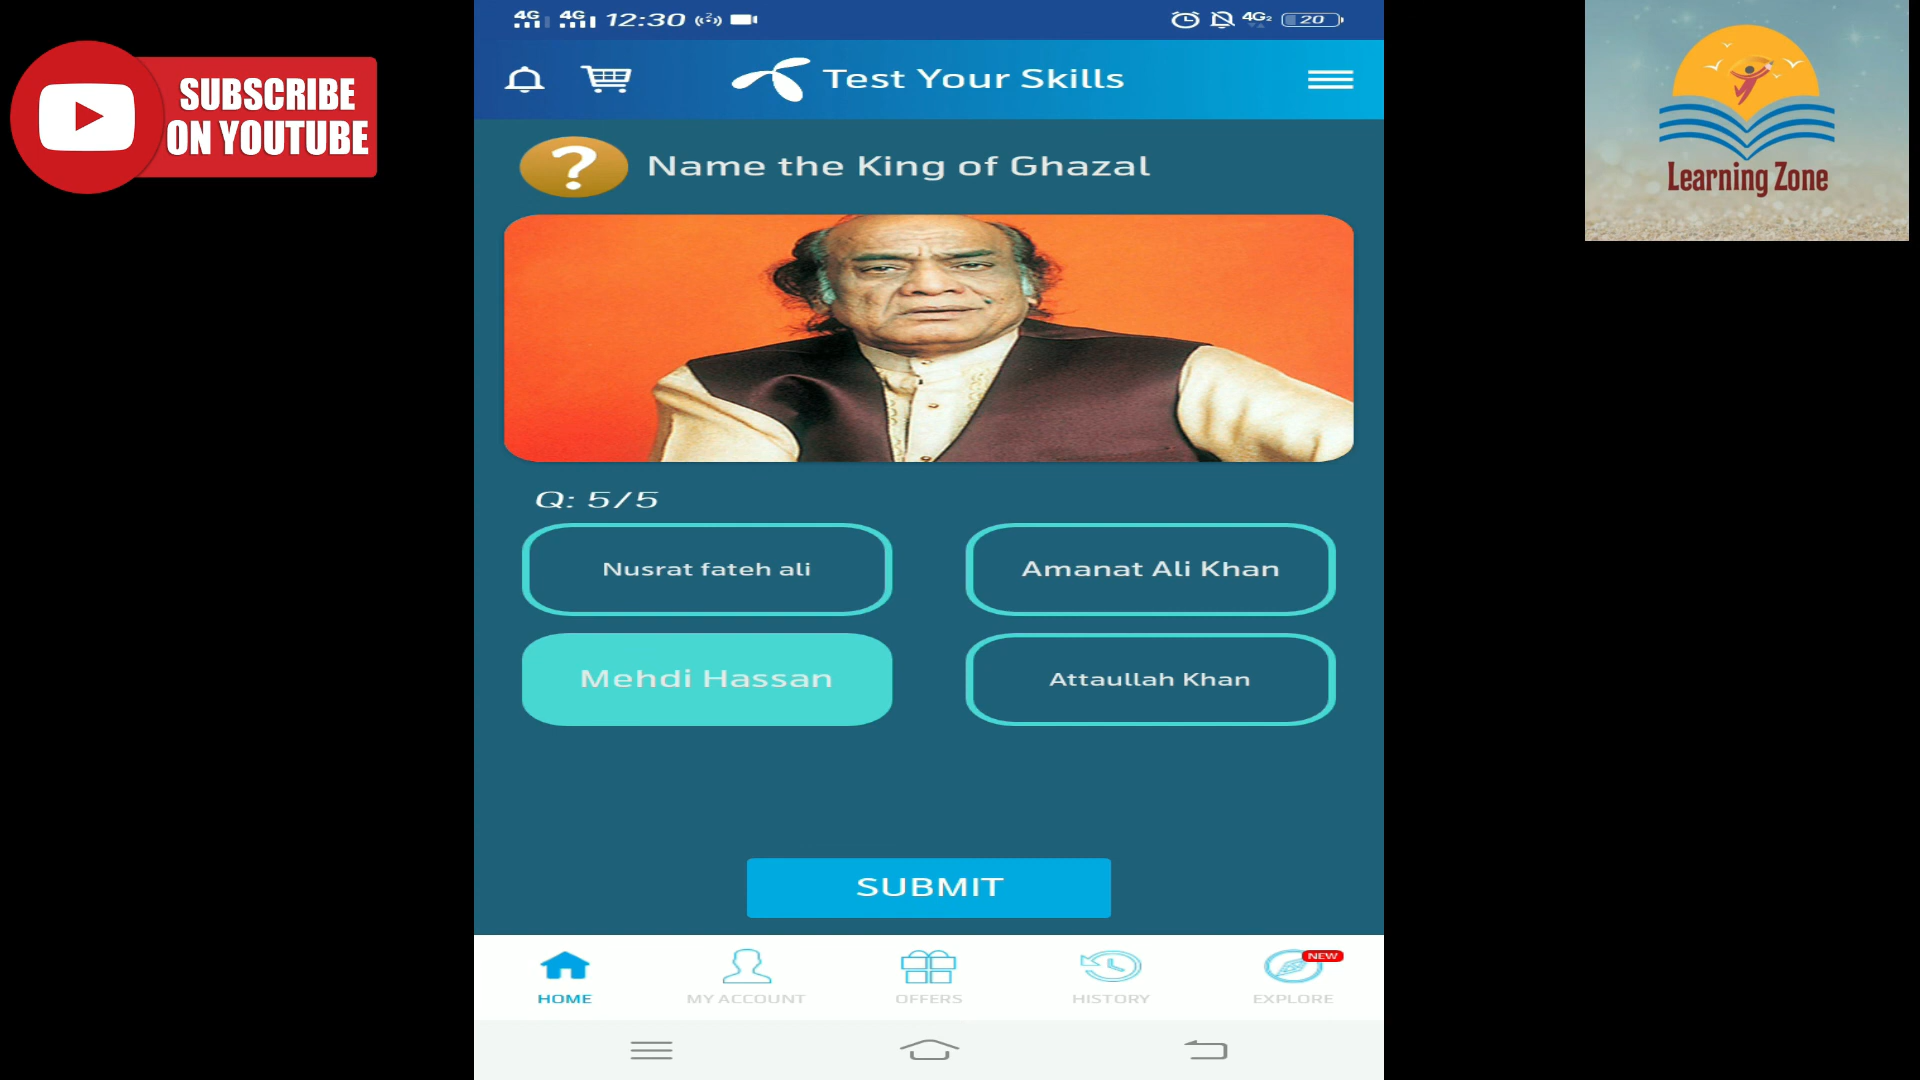 4G 4G 12:30
4G2
20
SUBSCRIBE
ON YOUTUBE
Test Your Skills
Learning Zone
Name the King of Ghazal
Q: 5/5
Nusrat fateh ali
Amanat Ali Khan
Mehdi Hassan
Attaullah Khan
SUBMIT
NEW
HOME
MY ACCOUNT
OFFERS
HISTORY
EXPLORE